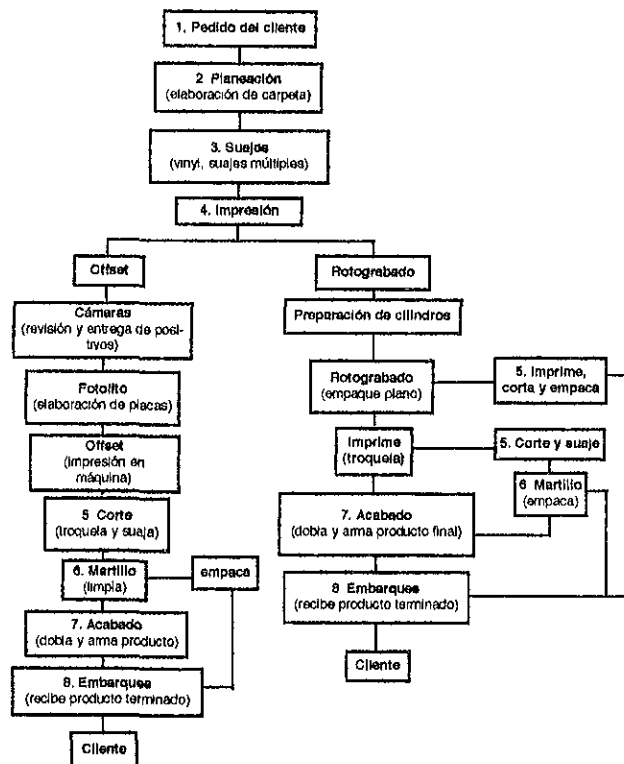 1. Pedido del cliente
2 Planeación
(elaboración de carpeta)
3. Suajes
(vinyl, suajes múltiples)
4. Impresión
Offset
Cámaras
(revisión y entrega de posi-
tivos)
Fotolito
(elaboración de placas)
Offset
(impresión en
máquina)
5 Corte
(troquela y suaja)
6. Martillo
(limpia)
empaca
7. Acabado
(dobla y arma producto)
8. Embarques
(recibe producto terminado)
Cliente
Rotograbado
Preparación de cilindros
Rotograbado
(empaque plano)
5. Imprime,
corta y empaca
Imprime
(troquela)
5. Corte y suaje
6 Martillo
(empaca)
7. Acabado
(dobla y arma producto final)
8 Embarques
(recibe producto terminado)
Cliente